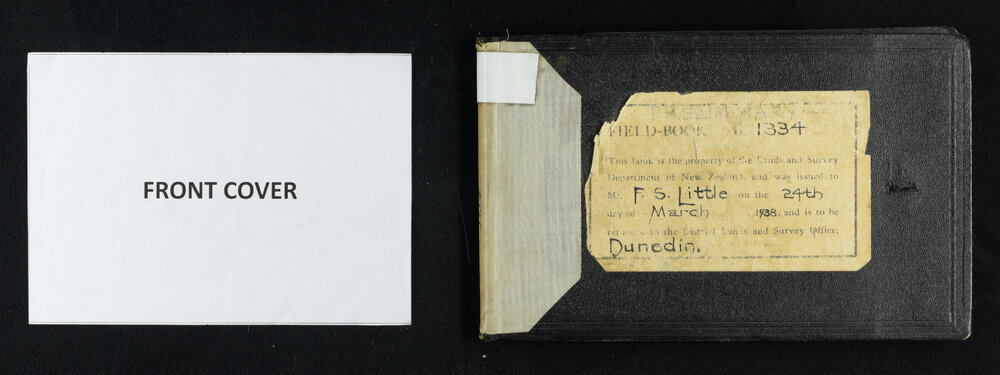 FRONT COVER
PRELIMINARY
FIELD-BOOK No. 1334
This book is the property of the Lands and Survey
Department of New Zealand, and was issued to
Mr. F. S. Little on the 24th
day of March 1938, and is to be
returned to the District Lands and Survey Office,
Dunedin.